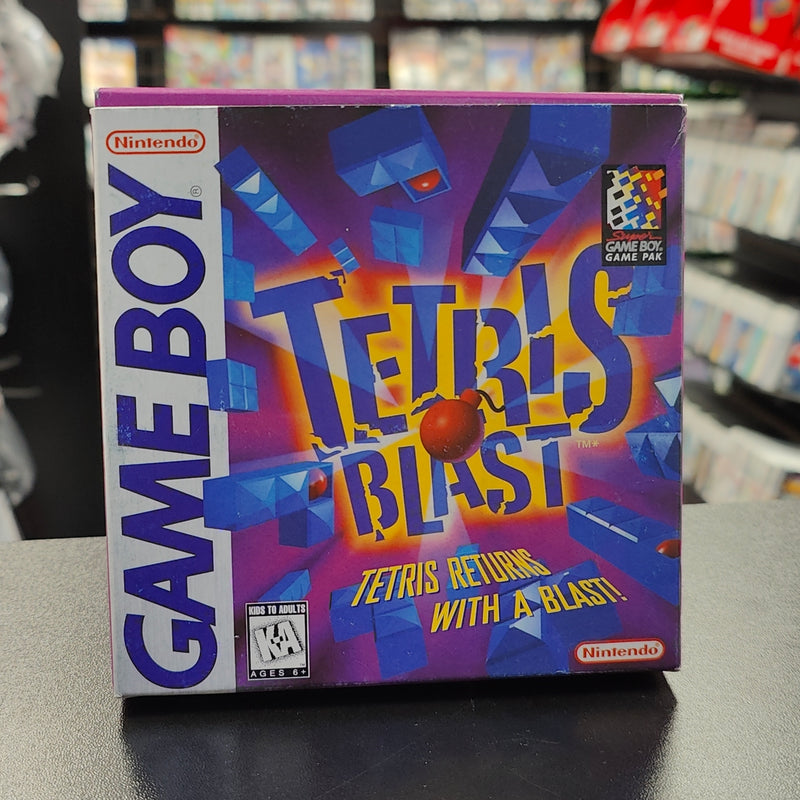 Nintendo®
GAME BOY
Super
GAME BOY®
GAME PAK
TETRIS
BLAST
TM*
TETRIS RETURNS
WITH A BLAST!
KIDS TO ADULTS
K-A
AGES 6+
Nintendo